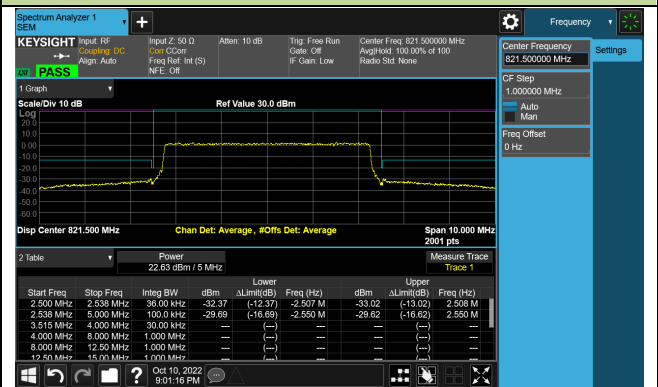 Spectrum Analyzer 1
SEM
Frequency
KEYSIGHT Input: RF
Coupling: DC
Align: Auto
Input Z: 50 Ω
Corr CCorr
Freq Ref: Int (S)
NFE: Off
Atten: 10 dB
Trig: Free Run
Gate: Off
IF Gain: Low
Center Freq: 821.500000 MHz
Avg|Hold: 100.00% of 100
Radio Std: None
PASS
Center Frequency
821.500000 MHz
Settings
CF Step
1.000000 MHz
Auto
Man
Freq Offset
0 Hz
1 Graph
Scale/Div 10 dB
Ref Value 30.0 dBm
Log
20.0
10.0
0.00
-10.0
-20.0
-30.0
-40.0
-50.0
-60.0
Disp Center 821.500 MHz
Chan Det: Average, #Offs Det: Average
Span 10.000 MHz
2001 pts
2 Table
Power
22.63 dBm / 5 MHz
Measure Trace
Trace 1
Lower Upper
Start Freq Stop Freq Integ BW dBm ΔLimit(dB) Freq (Hz) dBm ΔLimit(dB) Freq (Hz)
2.500 MHz 2.538 MHz 36.00 kHz -32.37 (-12.37) -2.507 M -33.02 (-13.02) 2.508 M
2.538 MHz 5.000 MHz 100.0 kHz -29.69 (-16.69) -2.550 M -29.62 (-16.62) 2.550 M
3.515 MHz 4.000 MHz 30.00 kHz --- (---) --- --- (---) ---
4.000 MHz 8.000 MHz 1.000 MHz --- (---) --- --- (---) ---
8.000 MHz 12.50 MHz 1.000 MHz --- (---) --- --- (---) ---
12.50 MHz 15.00 MHz 1.000 MHz --- (---) --- --- (---) ---
?
Oct 10, 2022
9:01:16 PM